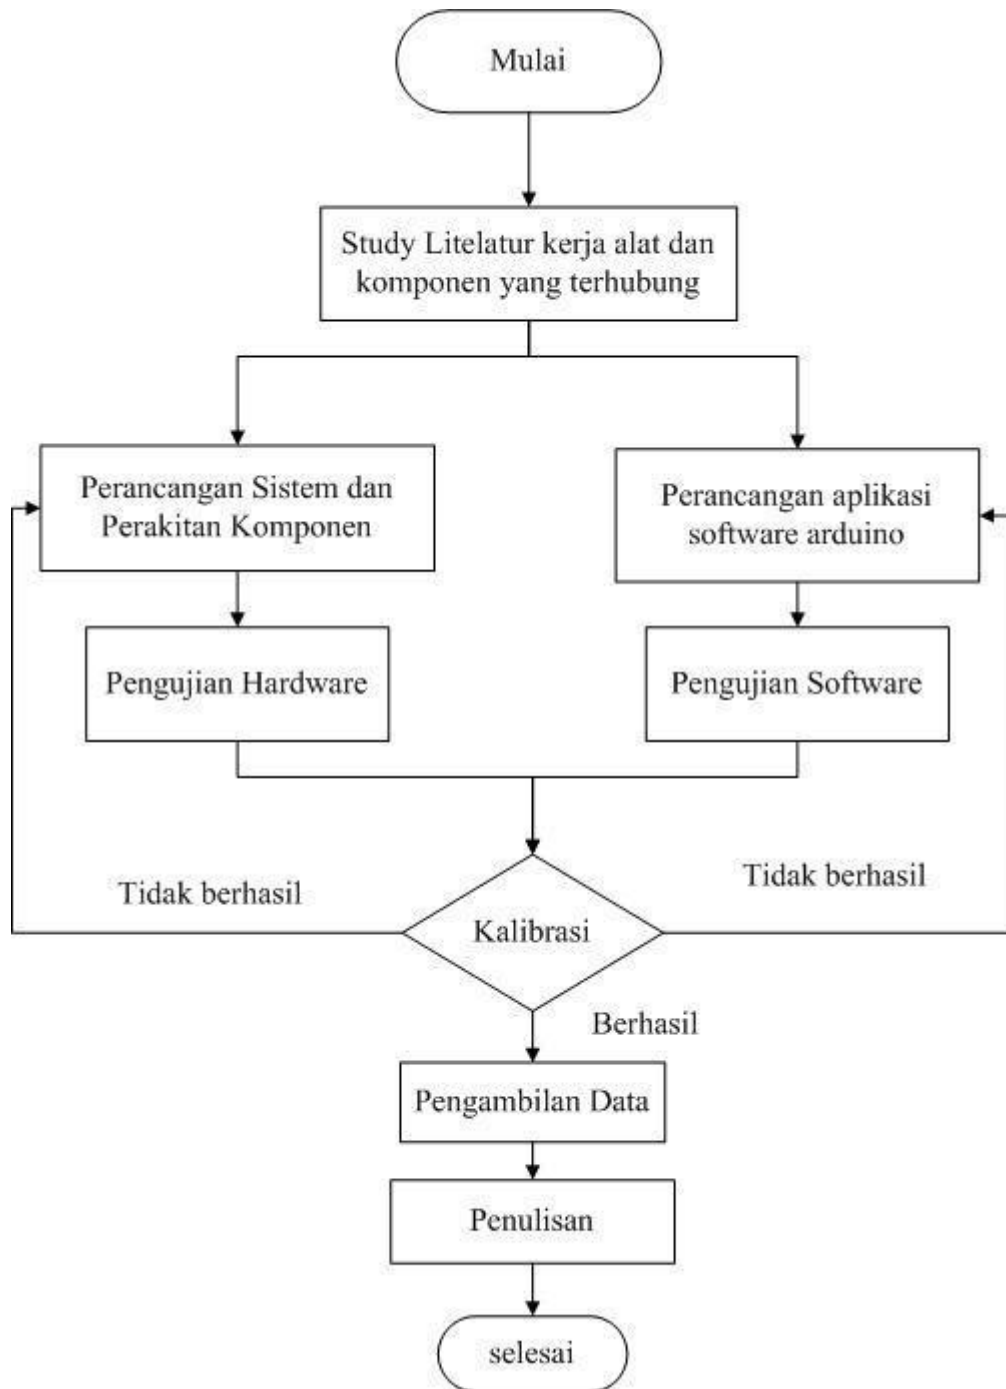 Mulai
Study Litelatur kerja alat dan
komponen yang terhubung
Perancangan Sistem dan
Perakitan Komponen
Perancangan aplikasi
software arduino
Pengujian Hardware
Pengujian Software
Tidak berhasil
Tidak berhasil
Kalibrasi
Berhasil
Pengambilan Data
Penulisan
selesai